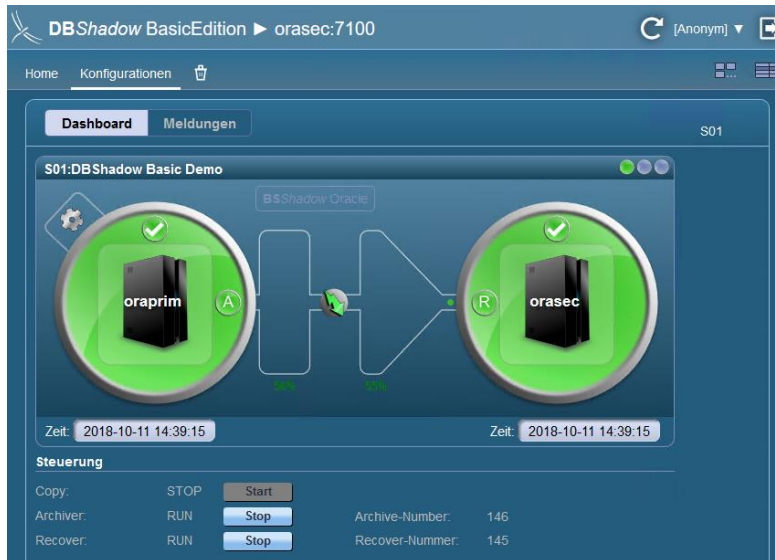 DBShadow BasicEdition ► orasec:7100 [Anonym] ▼
Home Konfigurationen
Dashboard Meldungen S01
S01:DBShadow Basic Demo
BSShadow Oracle
oraprim A R orasec
56% 55%
Zeit: 2018-10-11 14:39:15 Zeit: 2018-10-11 14:39:15
Steuerung
Copy: STOP Start
Archiver: RUN Stop Archive-Number: 146
Recover: RUN Stop Recover-Nummer: 145